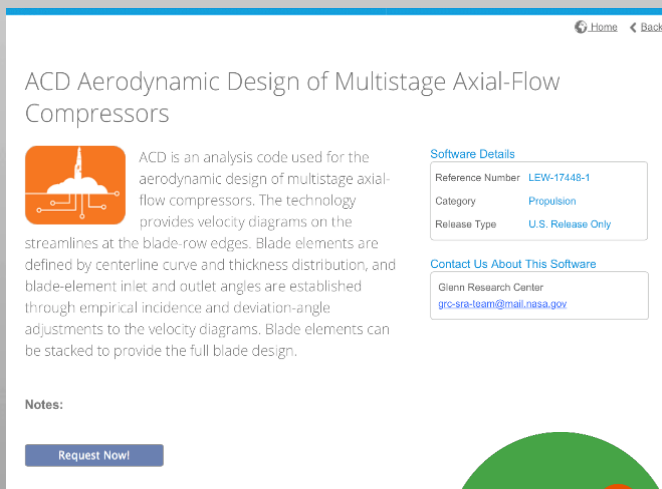 Home Back
ACD Aerodynamic Design of Multistage Axial-Flow
Compressors
ACD is an analysis code used for the
aerodynamic design of multistage axial-
flow compressors. The technology
provides velocity diagrams on the
streamlines at the blade-row edges. Blade elements are
defined by centerline curve and thickness distribution, and
blade-element inlet and outlet angles are established
through empirical incidence and deviation-angle
adjustments to the velocity diagrams. Blade elements can
be stacked to provide the full blade design.
Notes:
Request Now!
Software Details
Reference Number LEW-17448-1
Category Propulsion
Release Type U.S. Release Only
Contact Us About This Software
Glenn Research Center
grc-sra-team@mail.nasa.gov